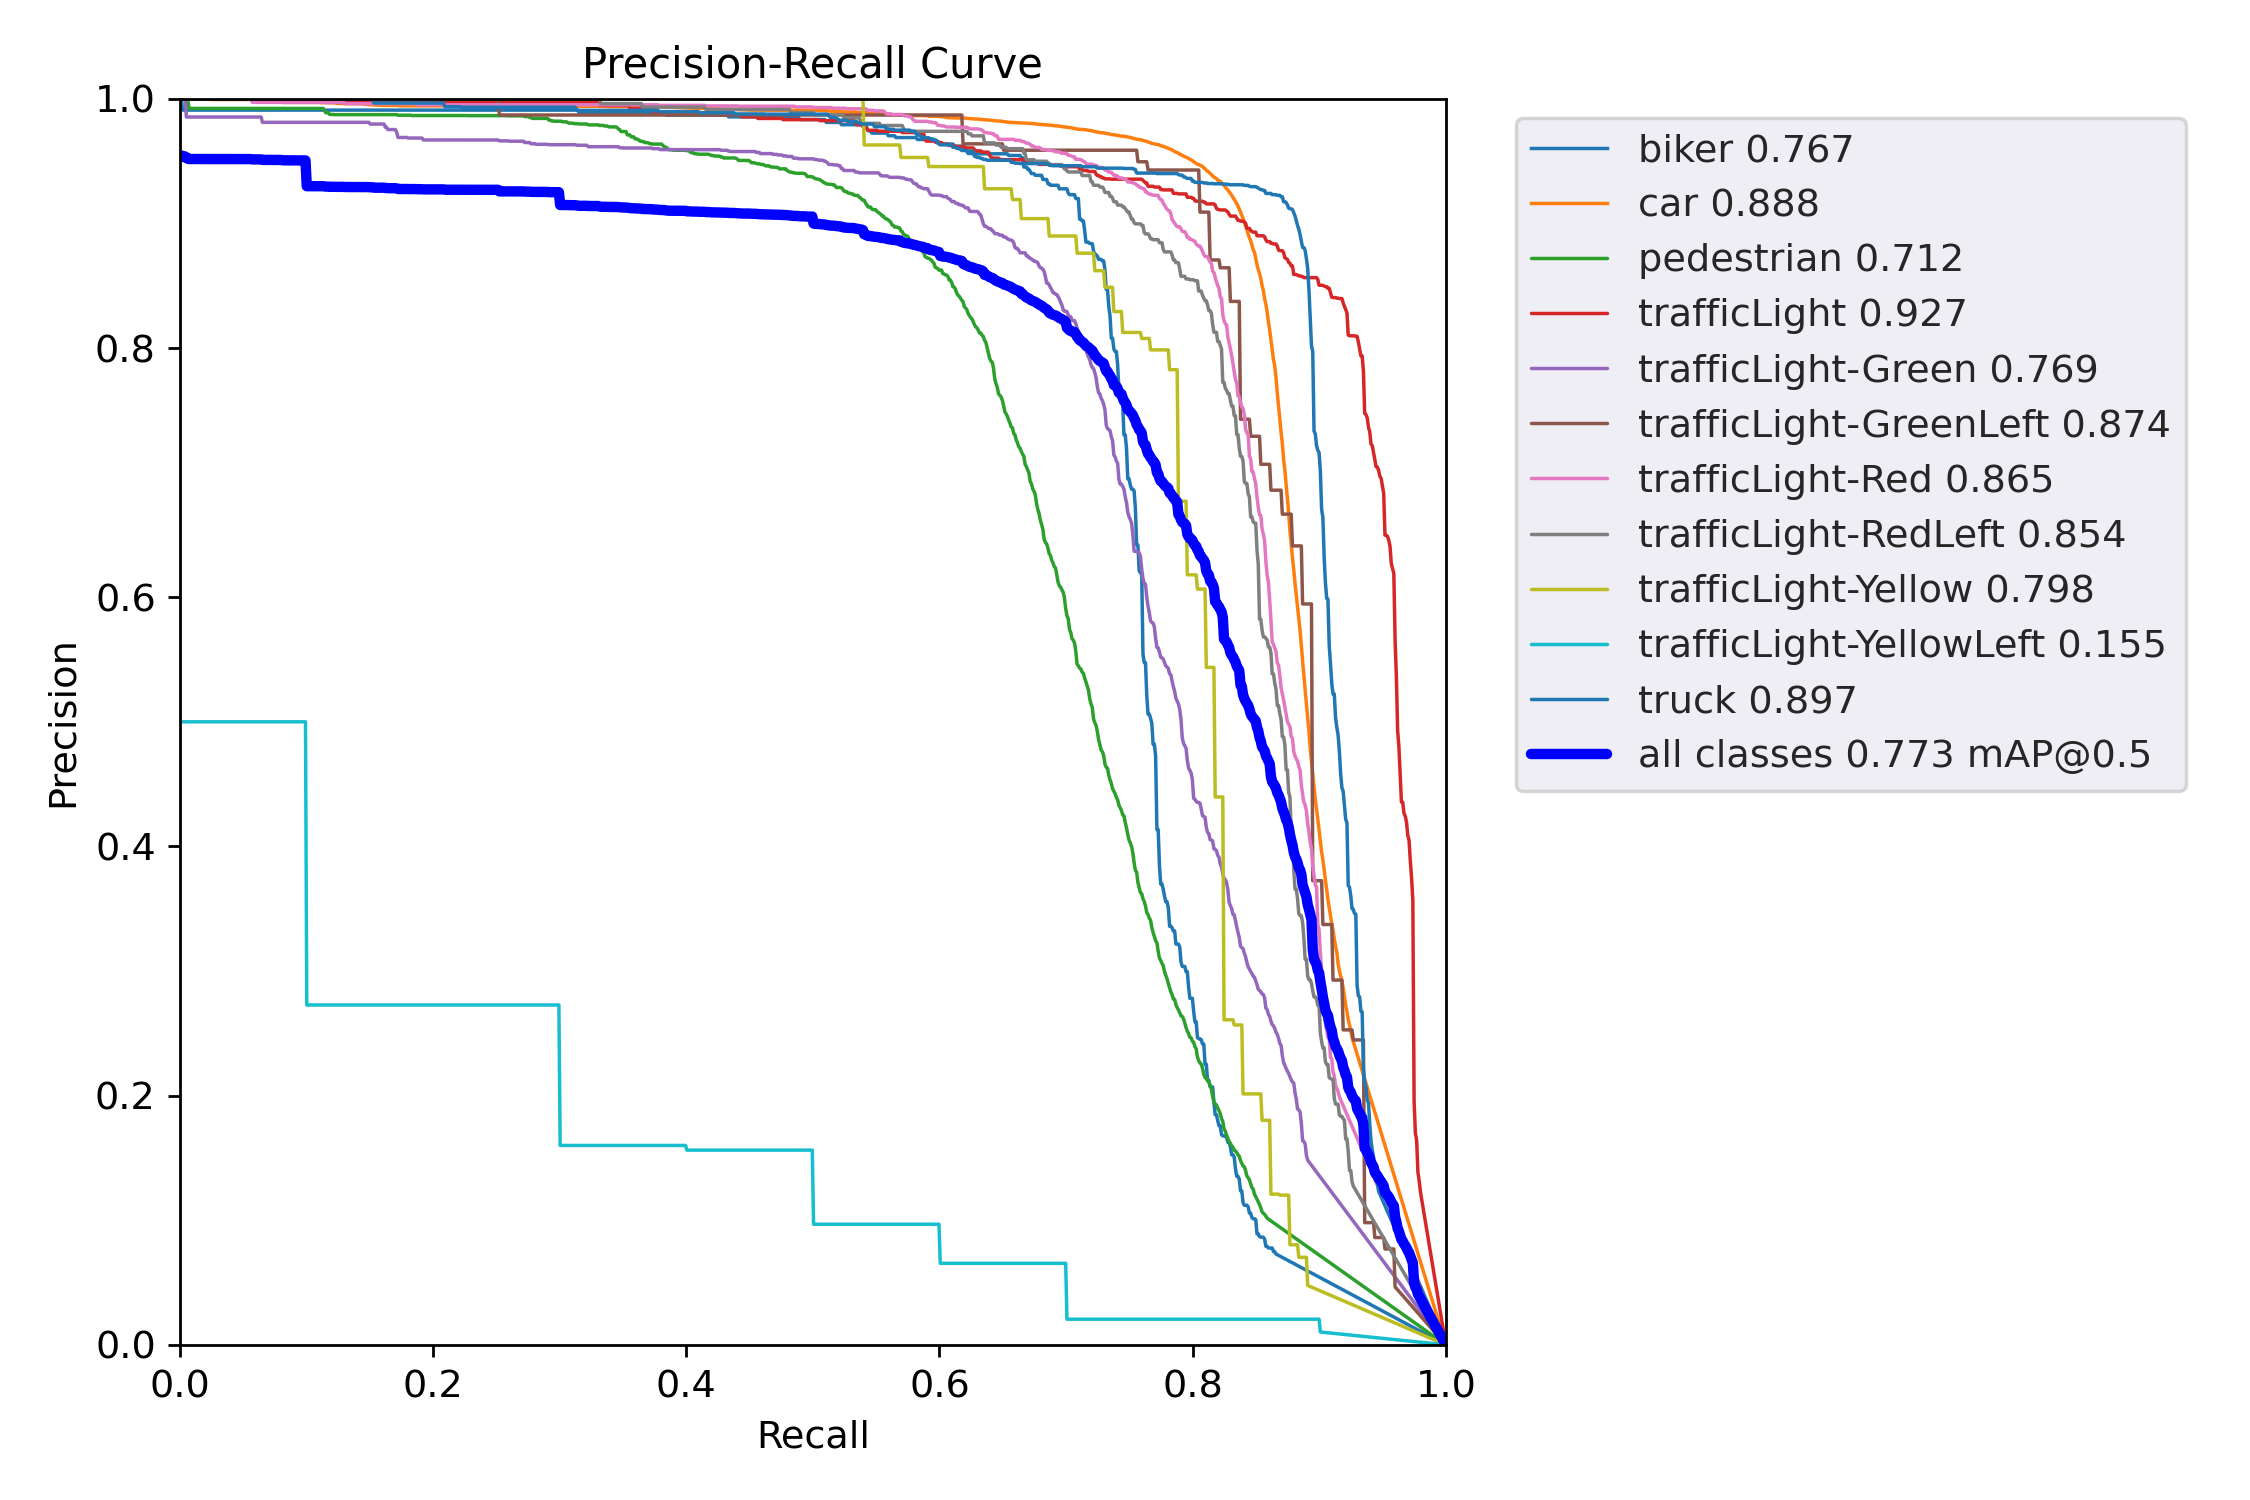 Precision-Recall Curve
1.0
0.8
0.6
0.4
0.2
0.0
Precision
0.0 0.2 0.4 0.6 0.8 1.0
Recall
biker 0.767
car 0.888
pedestrian 0.712
trafficLight 0.927
trafficLight-Green 0.769
trafficLight-GreenLeft 0.874
trafficLight-Red 0.865
trafficLight-RedLeft 0.854
trafficLight-Yellow 0.798
trafficLight-YellowLeft 0.155
truck 0.897
all classes 0.773 mAP@0.5